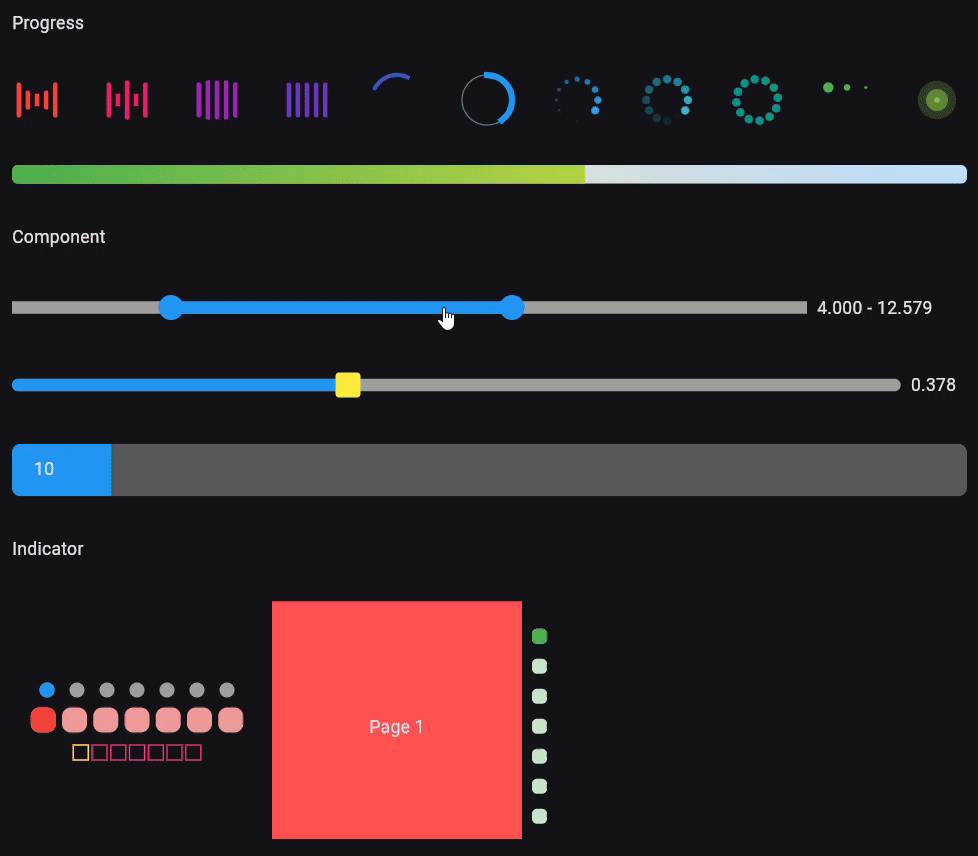 Progress
Component
4.000 - 12.579
0.378
10
Indicator
Page 1